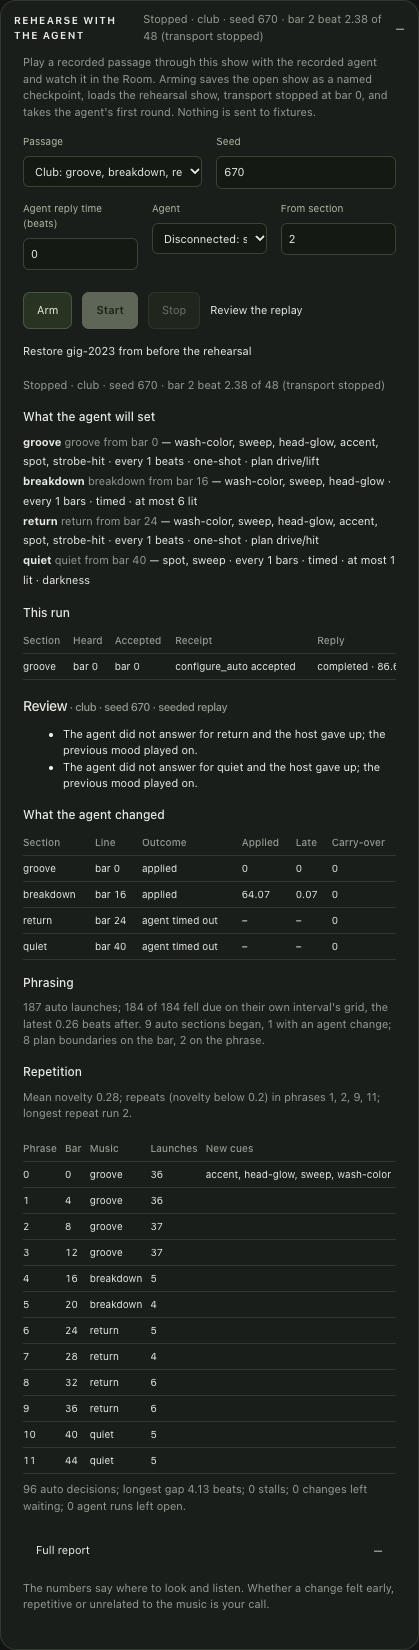 REHEARSE WITH THE AGENT
Stopped · club · seed 670 · bar 2 beat 2.38 of 48 (transport stopped)
–
Play a recorded passage through this show with the recorded agent
and watch it in the Room. Arming saves the open show as a named
checkpoint, loads the rehearsal show, transport stopped at bar 0, and
takes the agent's first round. Nothing is sent to fixtures.
Passage Seed
Club: groove, breakdown, re 670
Agent reply time (beats) Agent From section
0 Disconnected: s 2
Arm Start Stop Review the replay
Restore gig-2023 from before the rehearsal
Stopped · club · seed 670 · bar 2 beat 2.38 of 48 (transport stopped)
What the agent will set
groove groove from bar 0 — wash-color, sweep, head-glow, accent,
spot, strobe-hit · every 1 beats · one-shot · plan drive/lift
breakdown breakdown from bar 16 — wash-color, sweep, head-glow ·
every 1 bars · timed · at most 6 lit
return return from bar 24 — wash-color, sweep, head-glow, accent,
spot, strobe-hit · every 1 beats · one-shot · plan drive/hit
quiet quiet from bar 40 — spot, sweep · every 1 bars · timed · at most 1
lit · darkness
This run
Section Heard Accepted Receipt Reply
groove bar 0 bar 0 configure_auto accepted completed · 86.6
Review · club · seed 670 · seeded replay
• The agent did not answer for return and the host gave up; the
previous mood played on.
• The agent did not answer for quiet and the host gave up; the
previous mood played on.
What the agent changed
Section Line Outcome Applied Late Carry-over
groove bar 0 applied 0 0 0
breakdown bar 16 applied 64.07 0.07 0
return bar 24 agent timed out – – 0
quiet bar 40 agent timed out – – 0
Phrasing
187 auto launches; 184 of 184 fell due on their own interval's grid, the
latest 0.26 beats after. 9 auto sections began, 1 with an agent change;
8 plan boundaries on the bar, 2 on the phrase.
Repetition
Mean novelty 0.28; repeats (novelty below 0.2) in phrases 1, 2, 9, 11;
longest repeat run 2.
Phrase Bar Music Launches New cues
0 0 groove 36 accent, head-glow, sweep, wash-color
1 4 groove 36
2 8 groove 37
3 12 groove 37
4 16 breakdown 5
5 20 breakdown 4
6 24 return 5
7 28 return 4
8 32 return 6
9 36 return 6
10 40 quiet 5
11 44 quiet 5
96 auto decisions; longest gap 4.13 beats; 0 stalls; 0 changes left
waiting; 0 agent runs left open.
Full report –
The numbers say where to look and listen. Whether a change felt early,
repetitive or unrelated to the music is your call.